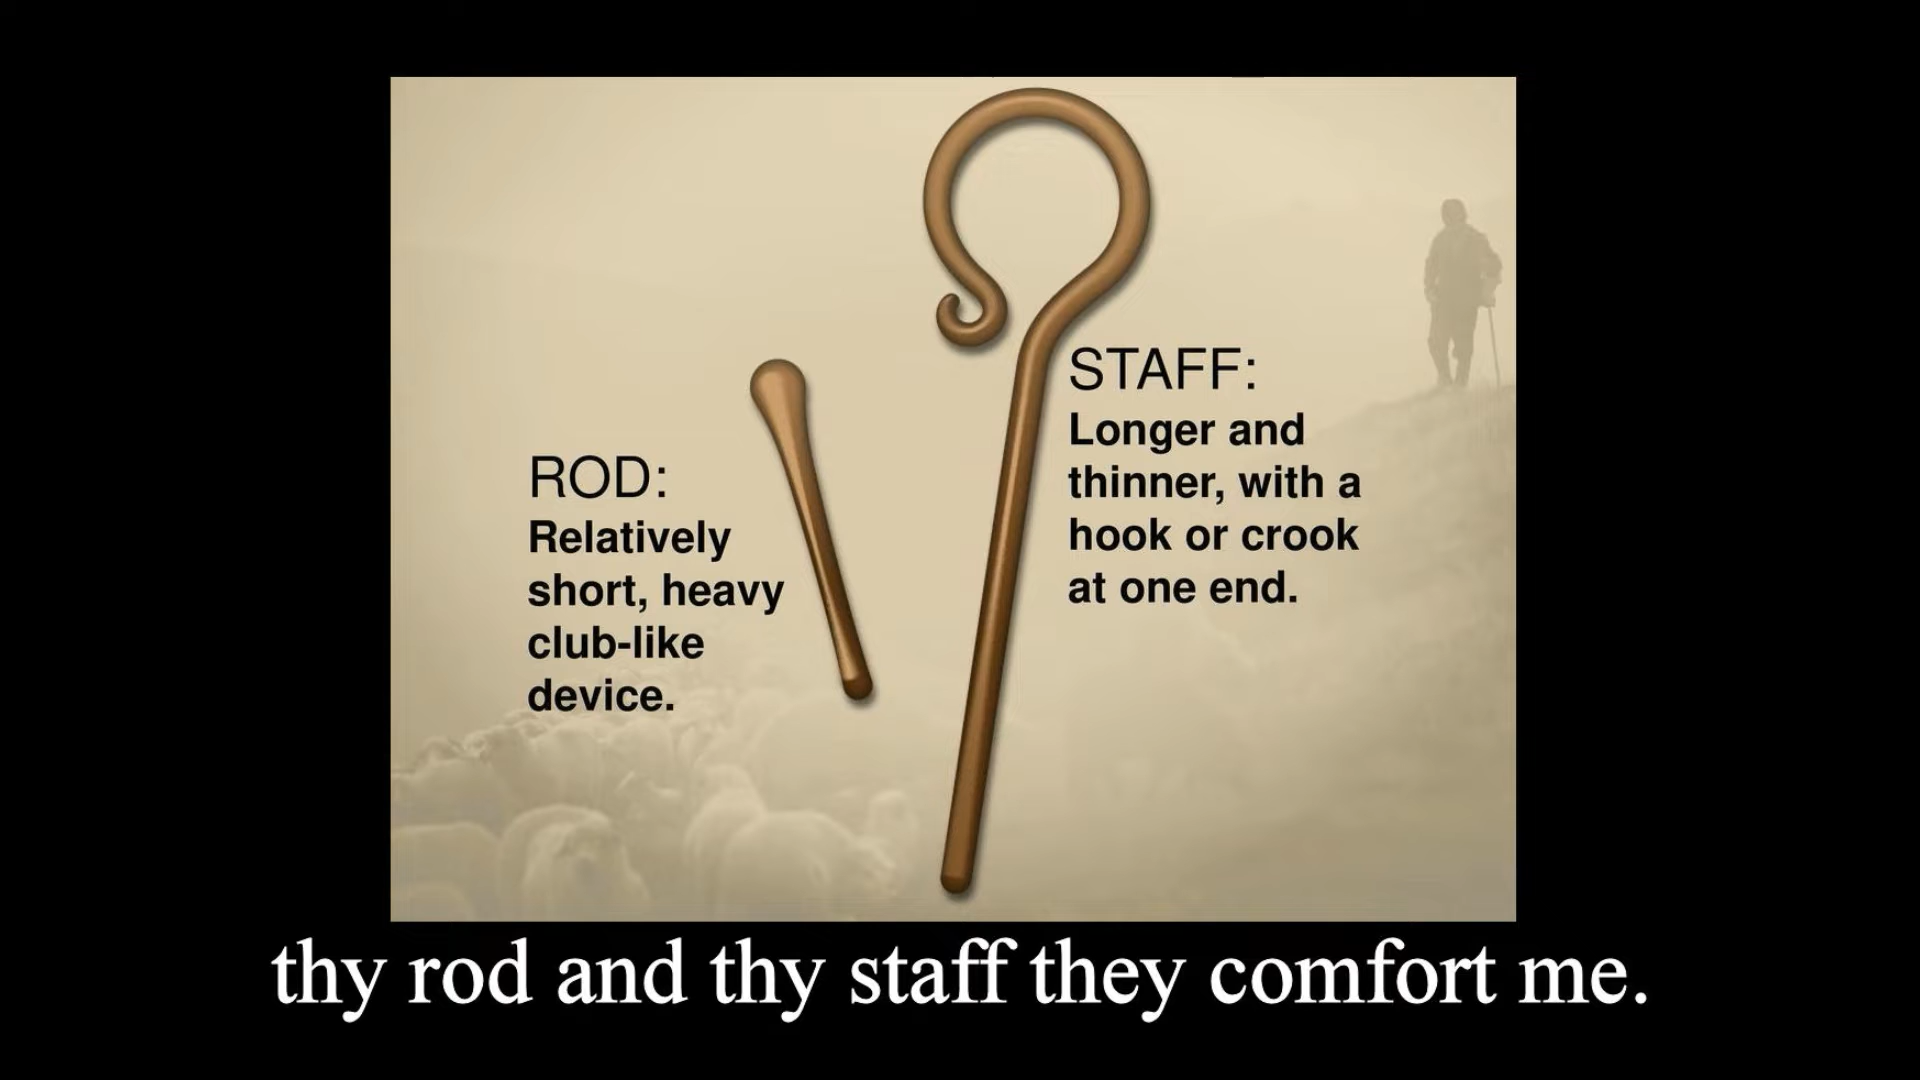 ROD:
Relatively
short, heavy
club-like
device.
STAFF:
Longer and
thinner, with a
hook or crook
at one end.
thy rod and thy staff they comfort me.